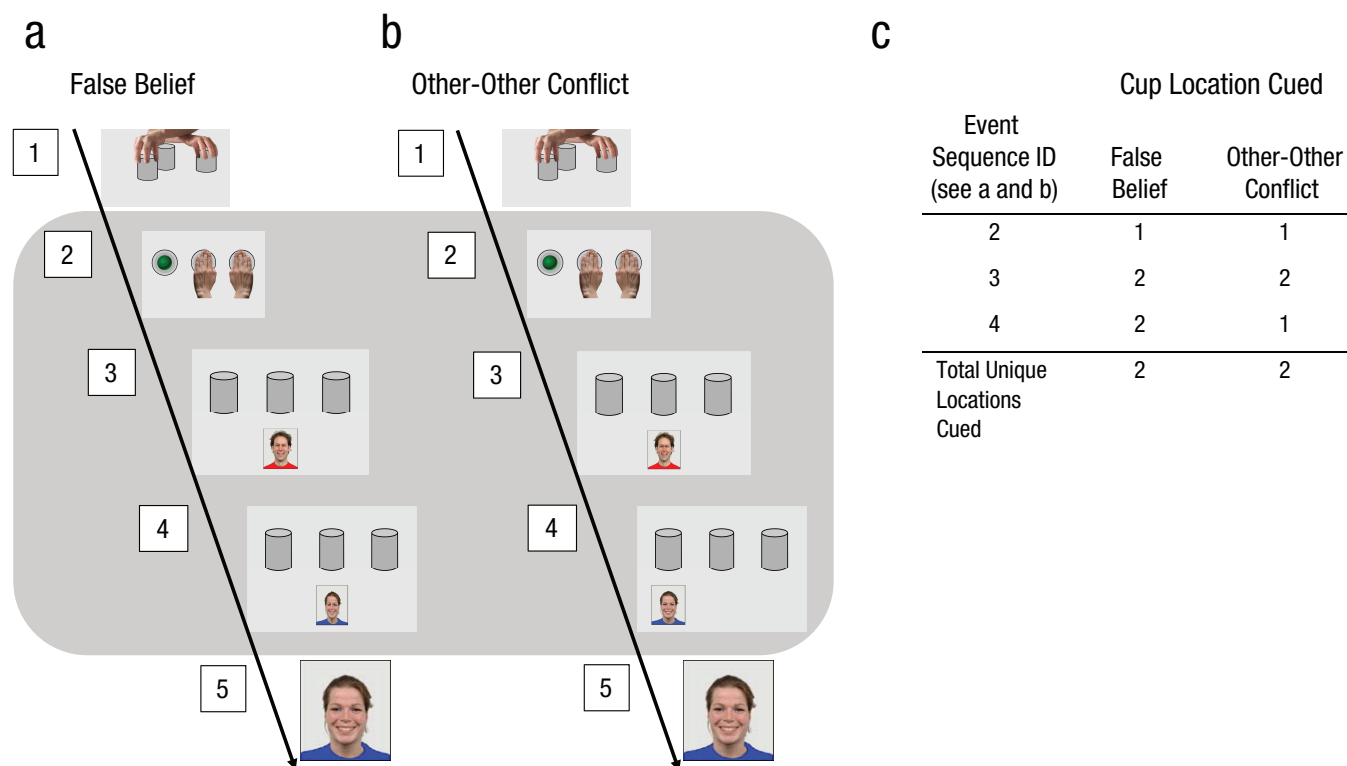 a
False Belief
1
2
3
4
5
b
Other-Other Conflict
1
2
3
4
5
c
Cup Location Cued
Event
Sequence ID
(see a and b)
False
Belief
Other-Other
Conflict
2 1 1
3 2 2
4 2 1
Total Unique 2 2
Locations
Cued